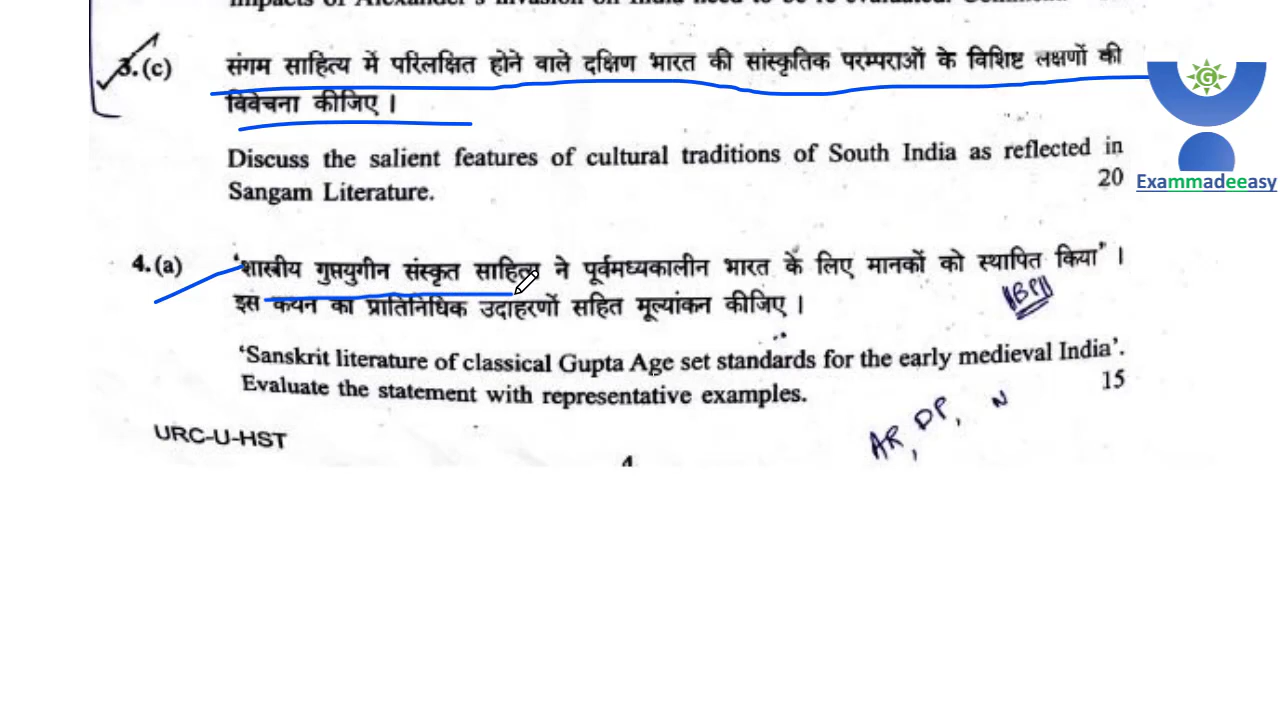 Impacts of Alexander's invasion on India need to be re-evaluated. Comment
3.(c) संगम साहित्य में परिलक्षित होने वाले दक्षिण भारत की सांस्कृतिक परम्पराओं के विशिष्ट लक्षणों की
विवेचना कीजिए ।
Discuss the salient features of cultural traditions of South India as reflected in
Sangam Literature. 20
Exammadeeasy
4.(a) 'शास्त्रीय गुप्तयुगीन संस्कृत साहित्य ने पूर्वमध्यकालीन भारत के लिए मानकों को स्थापित किया' ।
इस कथन का प्रातिनिधिक उदाहरणों सहित मूल्यांकन कीजिए ।
'Sanskrit literature of classical Gupta Age set standards for the early medieval India'.
Evaluate the statement with representative examples. 15
AR, DP, N
URC-U-HST
4